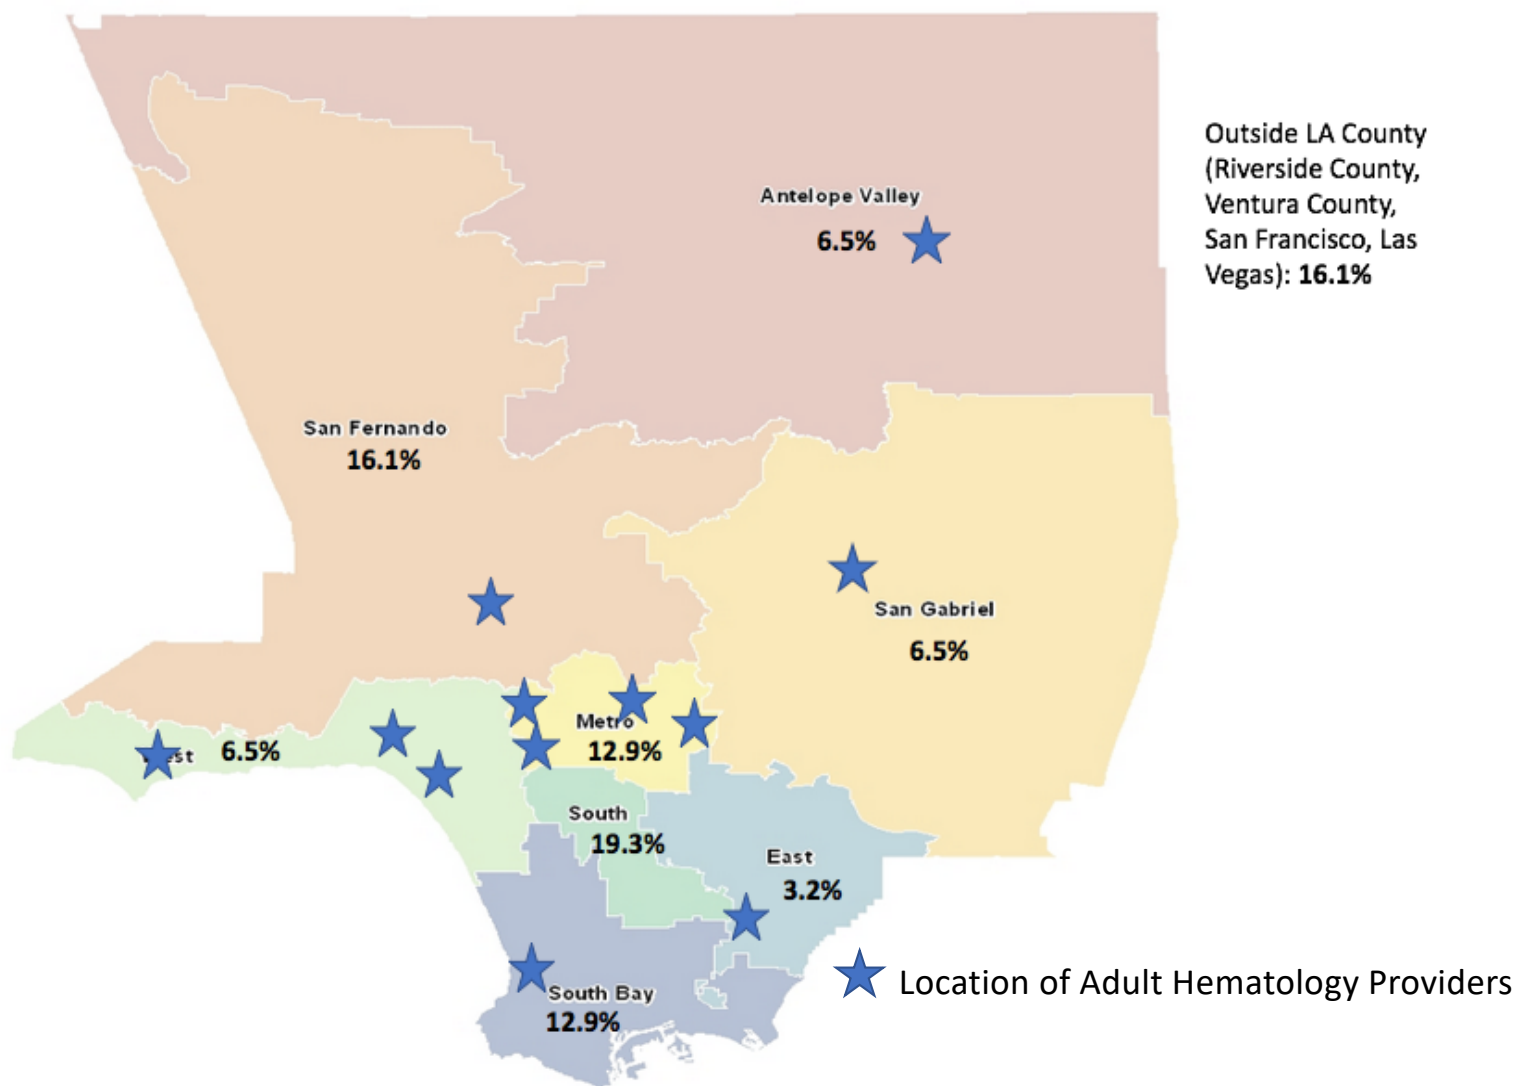 Outside LA County
(Riverside County,
Ventura County,
San Francisco, Las
Vegas): 16.1%
Antelope Valley
6.5%
San Fernando
16.1%
San Gabriel
6.5%
Metro
12.9%
West
6.5%
South
19.3%
East
3.2%
South Bay
12.9%
Location of Adult Hematology Providers